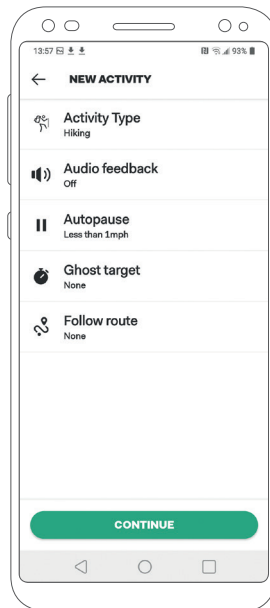 13:57 93%
NEW ACTIVITY
Activity Type
Hiking
Audio feedback
Off
Autopause
Less than 1mph
Ghost target
None
Follow route
None
CONTINUE